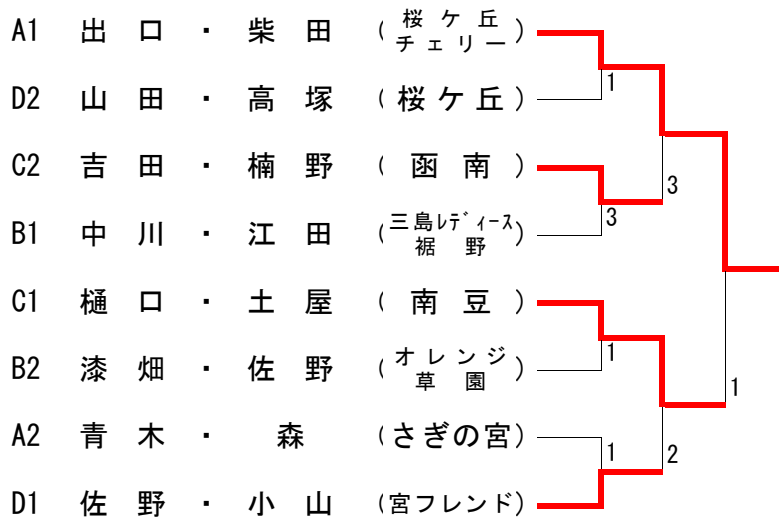 A1 出口・柴田 (桜ケ丘チェリー)
1
D2 山田・高塚 (桜ケ丘)
C2 吉田・楠野 (函南)
3
3
B1 中川・江田 (三島レディース裾野)
C1 樋口・土屋 (南豆)
1
B2 漆畑・佐野 (オレンジ草園)
1
A2 青木・森 (さぎの宮)
1
2
D1 佐野・小山 (宮フレンド)